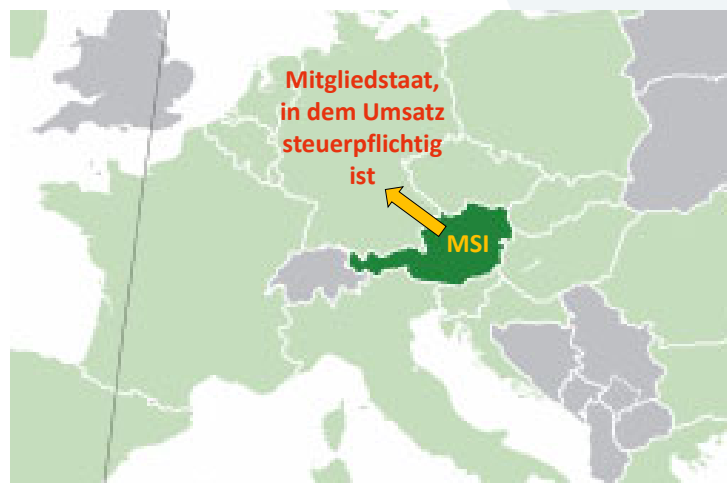 Mitgliedstaat,
in dem Umsatz
steuerpflichtig
ist
MSI